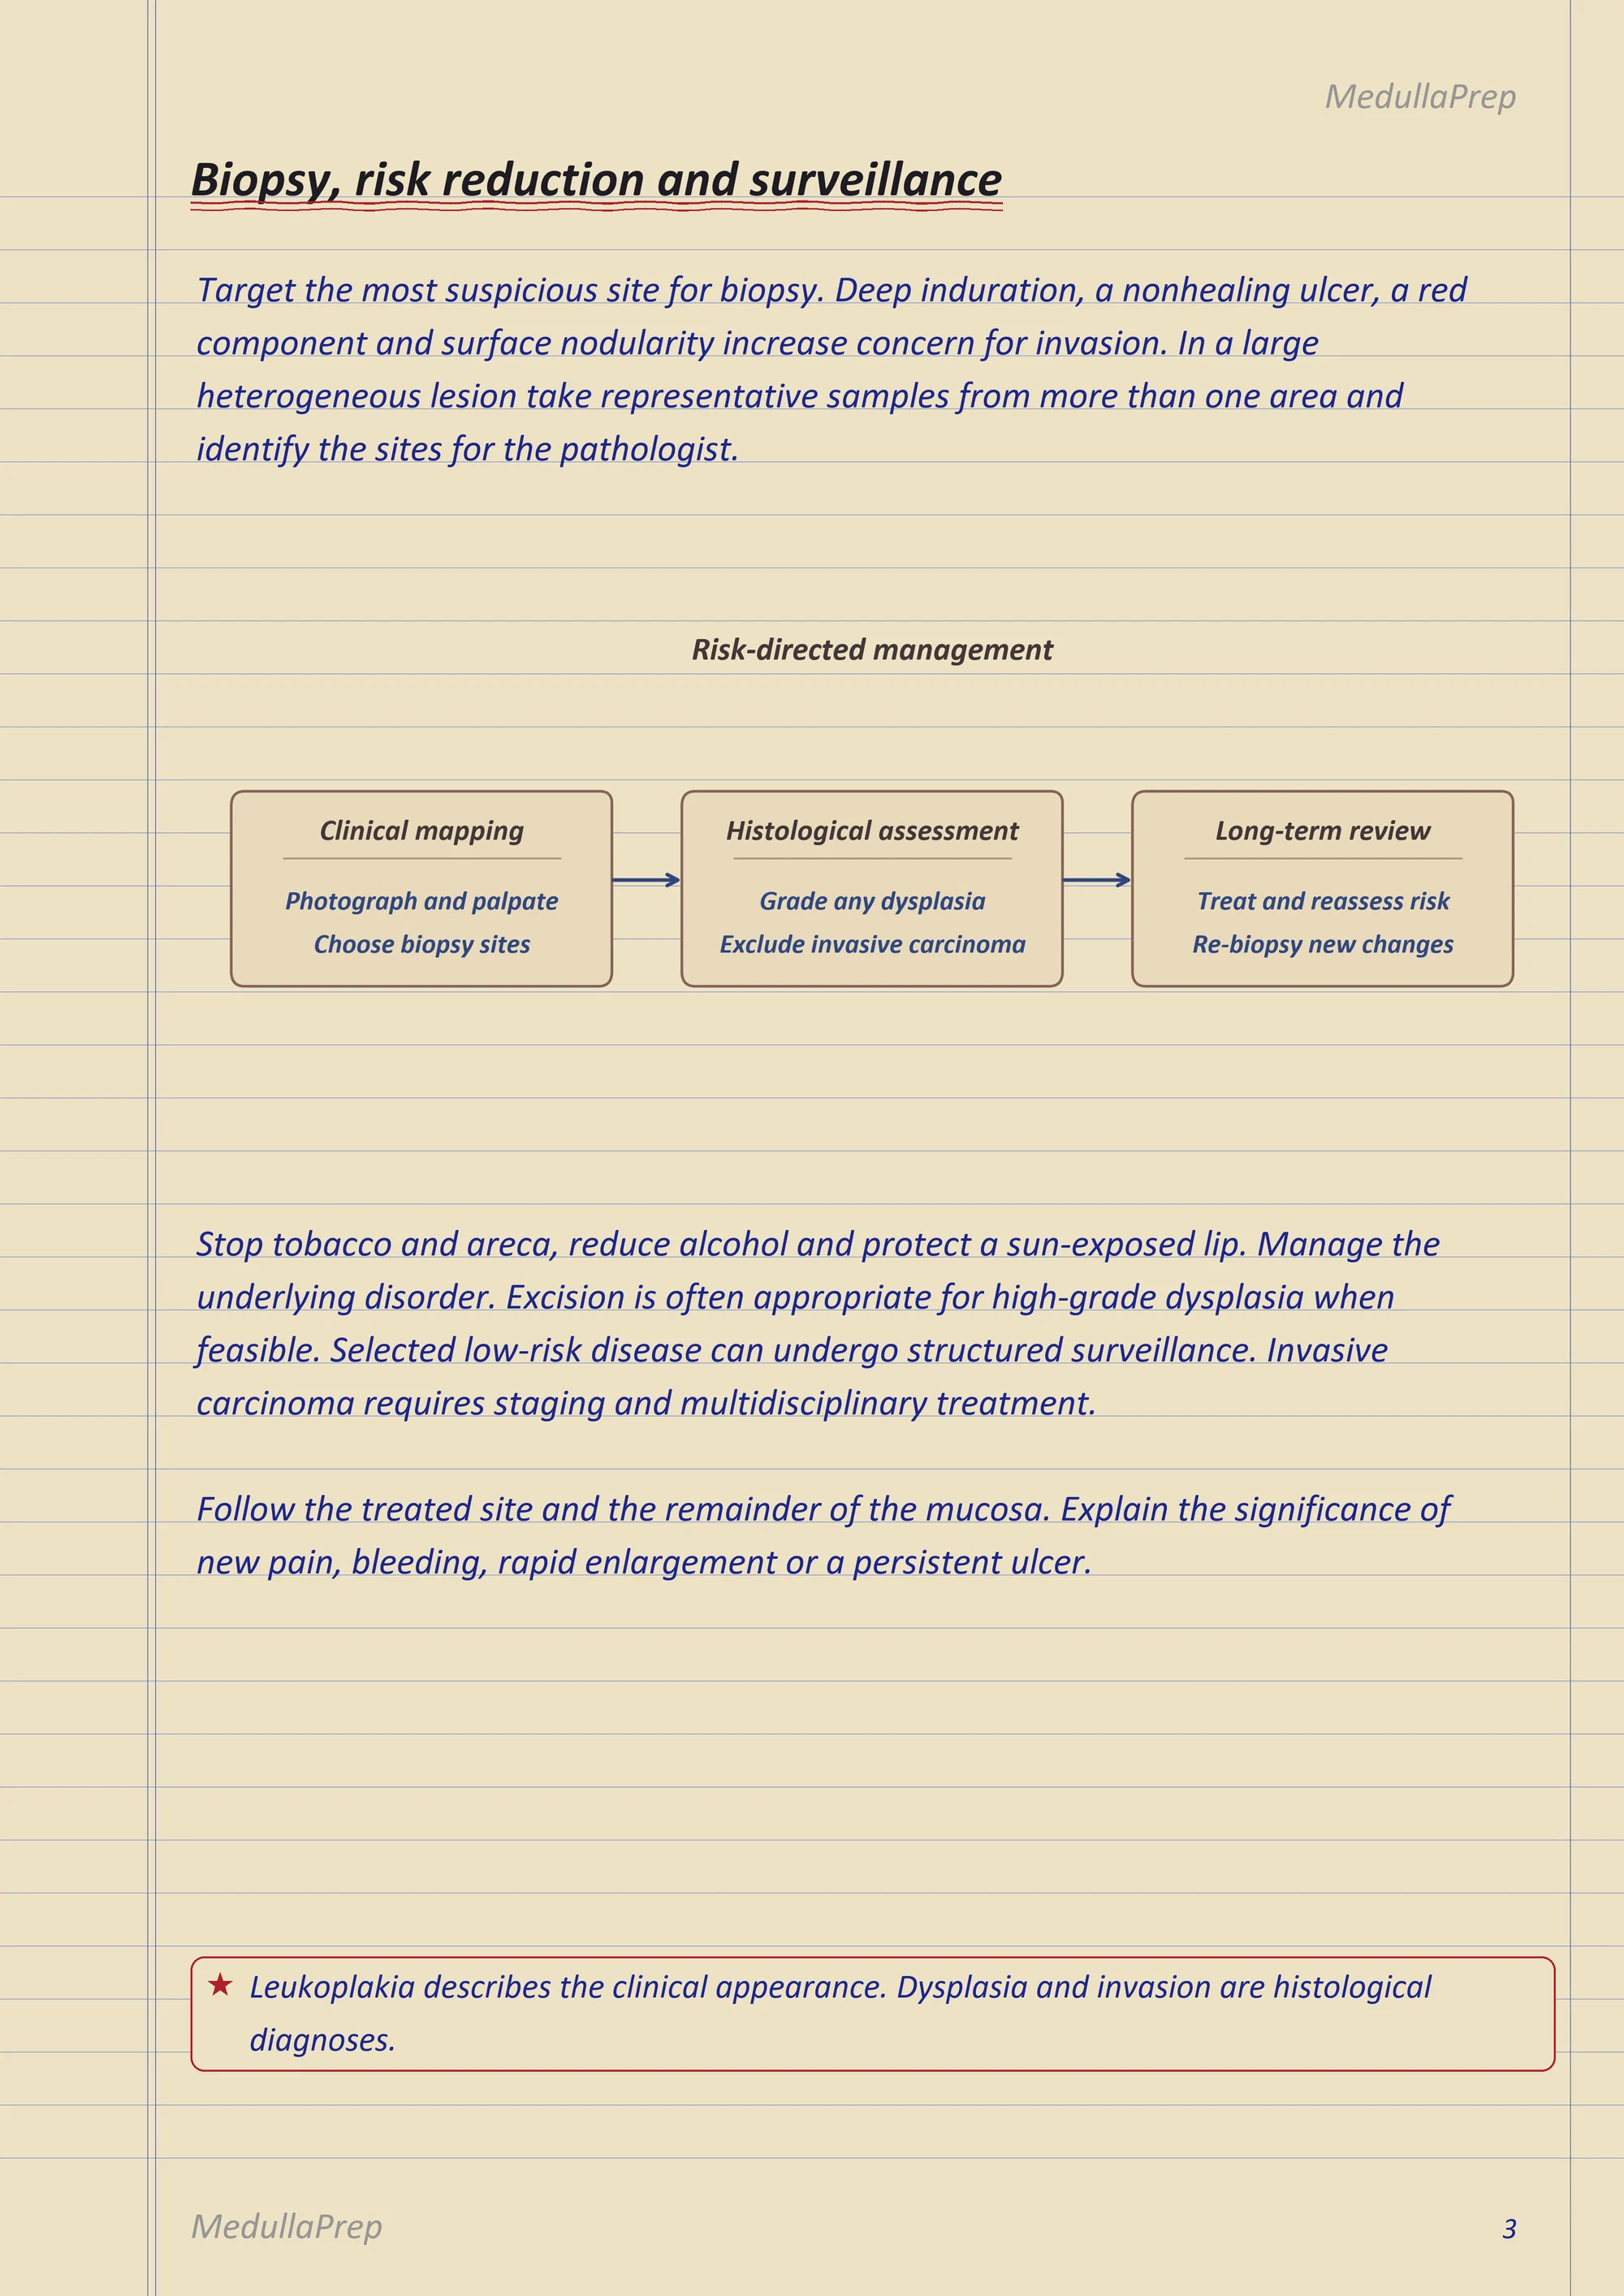 MedullaPrep
Biopsy, risk reduction and surveillance
Target the most suspicious site for biopsy. Deep induration, a nonhealing ulcer, a red
component and surface nodularity increase concern for invasion. In a large
heterogeneous lesion take representative samples from more than one area and
identify the sites for the pathologist.
Risk-directed management
Clinical mapping
Photograph and palpate
Choose biopsy sites
Histological assessment
Grade any dysplasia
Exclude invasive carcinoma
Long-term review
Treat and reassess risk
Re-biopsy new changes
Stop tobacco and areca, reduce alcohol and protect a sun-exposed lip. Manage the
underlying disorder. Excision is often appropriate for high-grade dysplasia when
feasible. Selected low-risk disease can undergo structured surveillance. Invasive
carcinoma requires staging and multidisciplinary treatment.
Follow the treated site and the remainder of the mucosa. Explain the significance of
new pain, bleeding, rapid enlargement or a persistent ulcer.
★ Leukoplakia describes the clinical appearance. Dysplasia and invasion are histological
diagnoses.
MedullaPrep
3